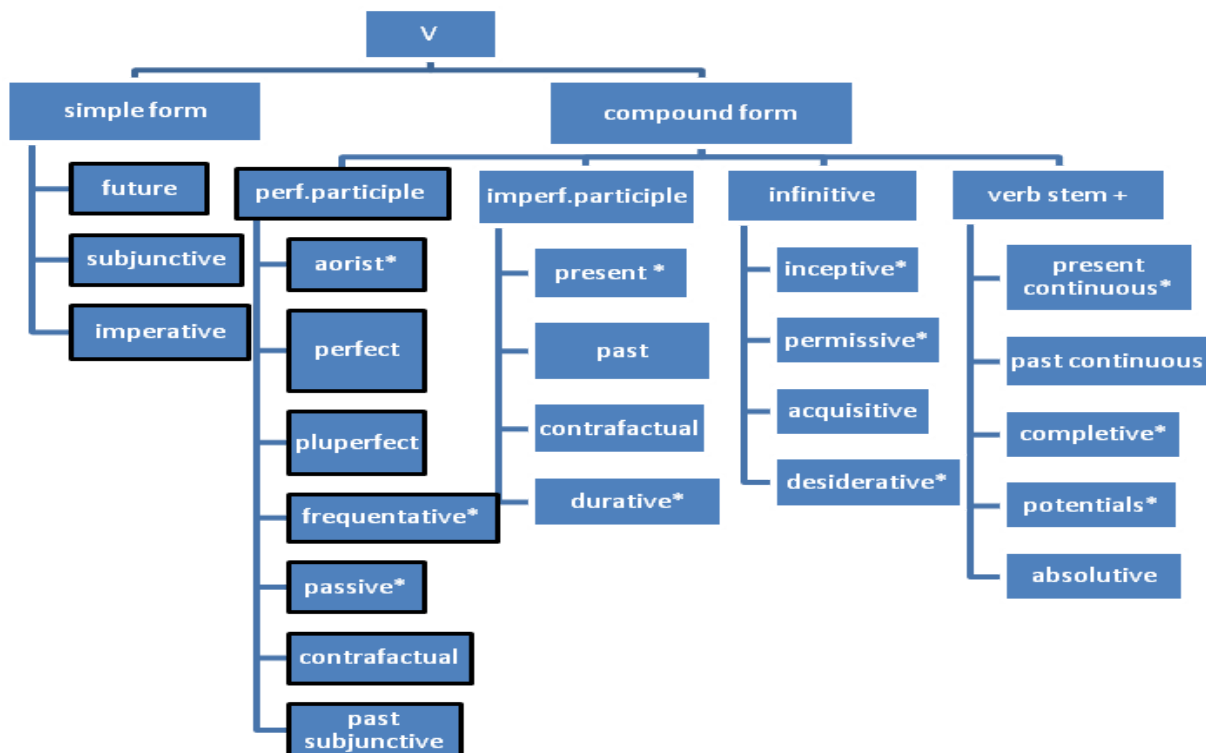 V
simple form
compound form
future
subjunctive
imperative
perf.participle
aorist*
perfect
pluperfect
frequentative*
passive*
contrafactual
past
subjunctive
imperf.participle
present *
past
contrafactual
durative*
infinitive
inceptive*
permissive*
acquisitive
desiderative*
verb stem +
present
continuous*
past continuous
completive*
potentials*
absolutive